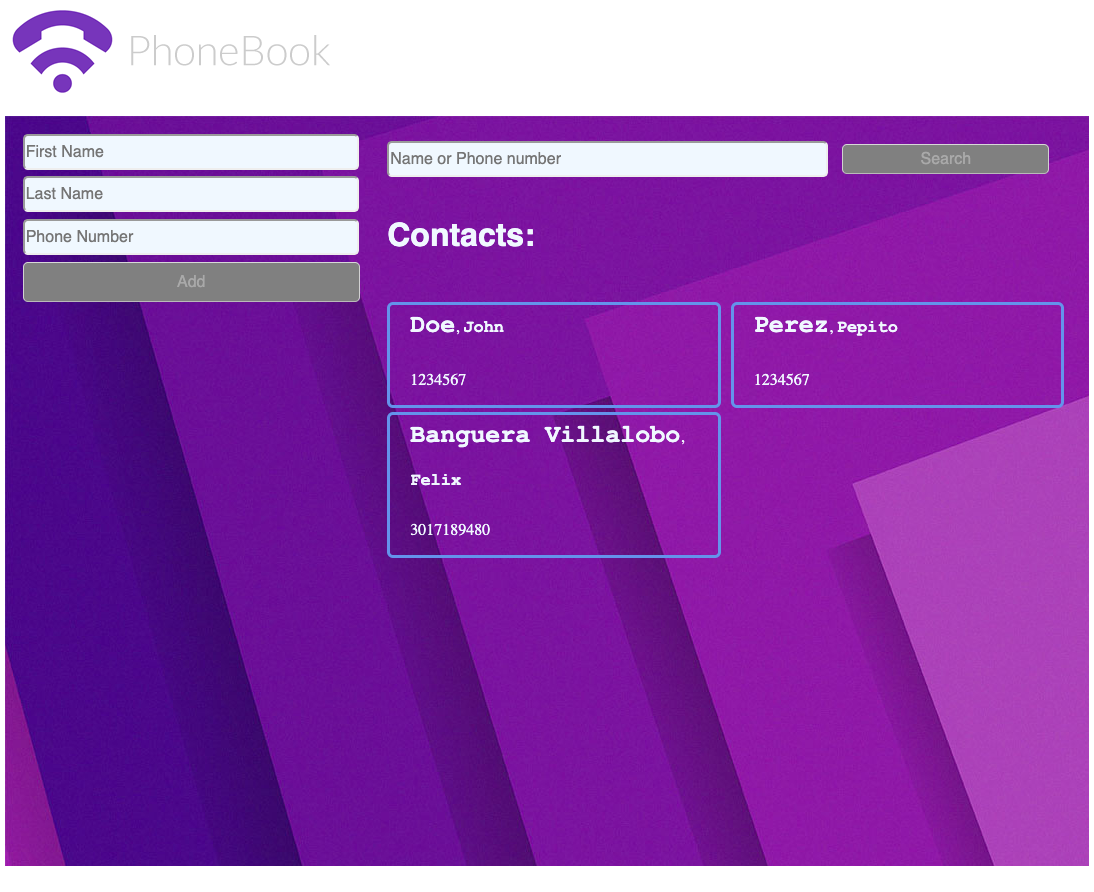 PhoneBook
First Name
Last Name
Phone Number
Add
Name or Phone number
Search
Contacts:
Doe, John
1234567
Perez, Pepito
1234567
Banguera Villalobo,
Felix
3017189480